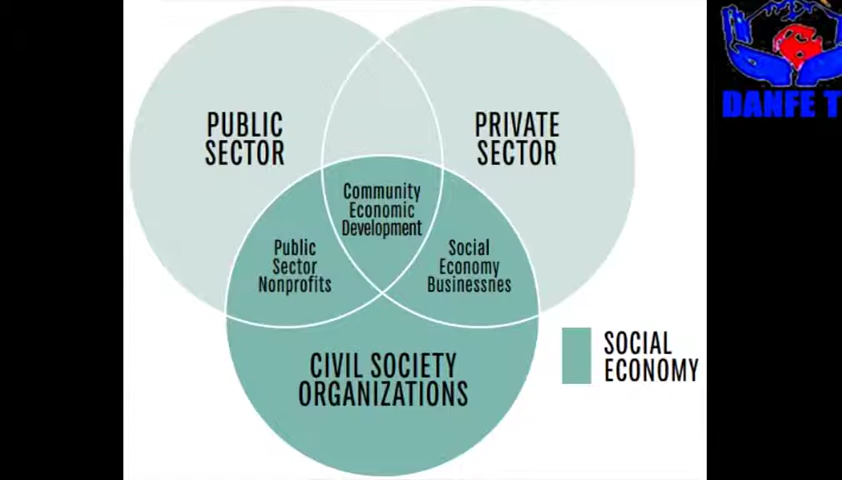 PUBLIC
SECTOR
PRIVATE
SECTOR
Community
Economic
Development
Public
Sector
Nonprofits
Social
Economy
Businessnes
CIVIL SOCIETY
ORGANIZATIONS
SOCIAL
ECONOMY
DANFE T